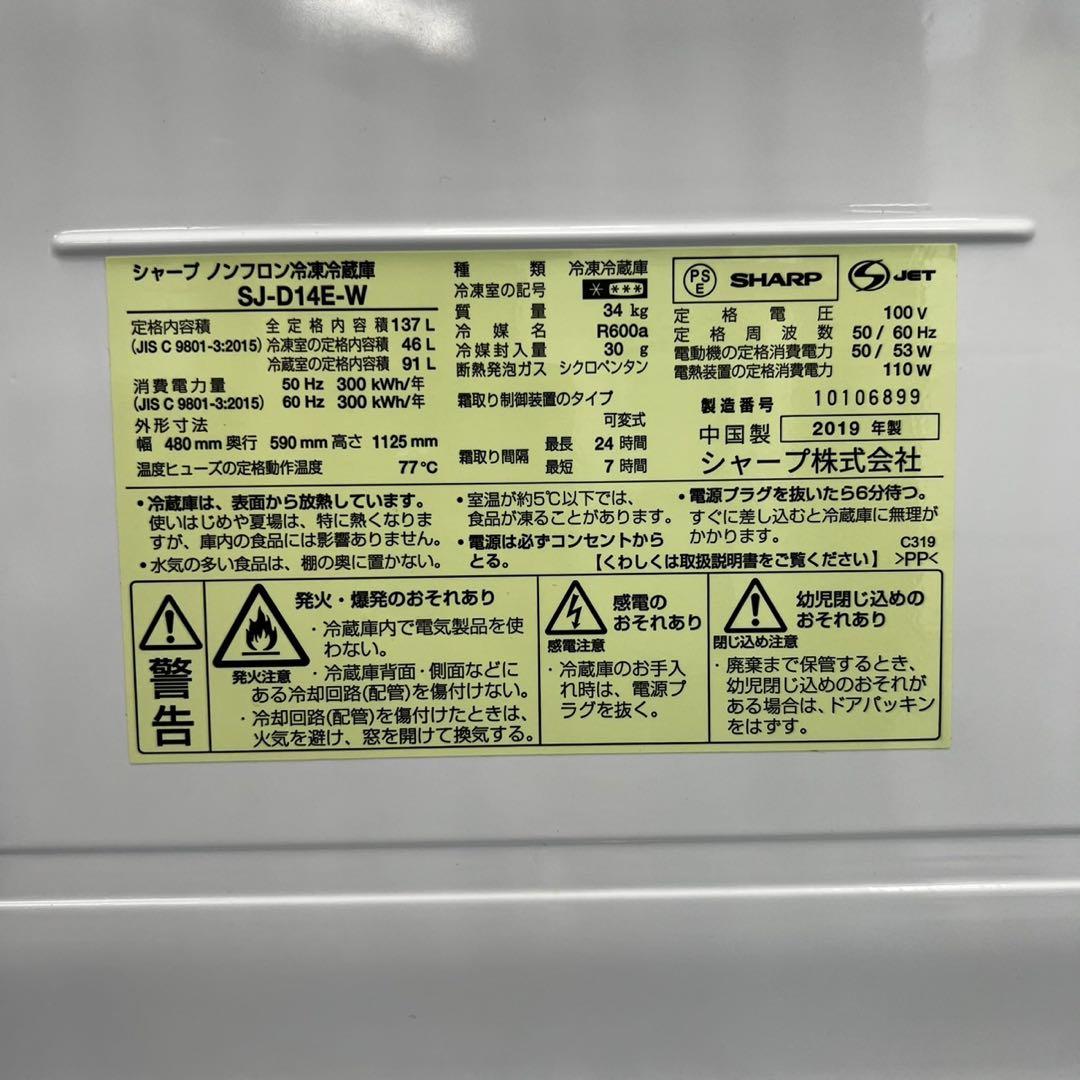 シャープ ノンフロン冷凍冷蔵庫
SJ-D14E-W
定格内容積 全定格内容積 137 L
(JIS C 9801-3:2015) 冷凍室の定格内容積 46 L
冷蔵室の定格内容積 91 L
消費電力量 50 Hz 300 kWh/年
(JIS C 9801-3:2015) 60 Hz 300 kWh/年
外形寸法
幅 480 mm 奥行 590 mm 高さ 1125 mm
温度ヒューズの定格動作温度 77℃
種類 冷凍冷蔵庫
冷凍室の記号 * ***
質量 34 kg
冷媒名 R600a
冷媒封入量 30 g
断熱発泡ガス シクロペンタン
霜取り制御装置のタイプ
可変式
霜取り間隔 最長 24 時間
最短 7 時間
PS
E
SHARP
S JET
定格電圧 100 V
定格周波数 50 / 60 Hz
電動機の定格消費電力 50 / 53 W
電熱装置の定格消費電力 110 W
製造番号 10106899
中国製 2019 年製
シャープ株式会社
・冷蔵庫は、表面から放熱しています。
使いはじめや夏場は、特に熱くなりま
すが、庫内の食品には影響ありません。
・水気の多い食品は、棚の奥に置かない。
・室温が約5℃以下では、
食品が凍ることがあります。
・電源は必ずコンセントから
とる。
・電源プラグを抜いたら6分待つ。
すぐに差し込むと冷蔵庫に無理が
かかります。
C319
【くわしくは取扱説明書をご覧ください】 >PP<
警告
発火注意
発火・爆発のおそれあり
・冷蔵庫内で電気製品を使
わない。
・冷蔵庫背面・側面などに
ある冷却回路(配管)を傷付けない。
・冷却回路(配管)を傷付けたときは、
火気を避け、窓を開けて換気する。
感電注意
感電の
おそれあり
・冷蔵庫のお手入
れ時は、電源プ
ラグを抜く。
閉じ込め注意
幼児閉じ込めの
おそれあり
・廃棄まで保管するとき、
幼児閉じ込めのおそれが
ある場合は、ドアパッキン
をはずす。